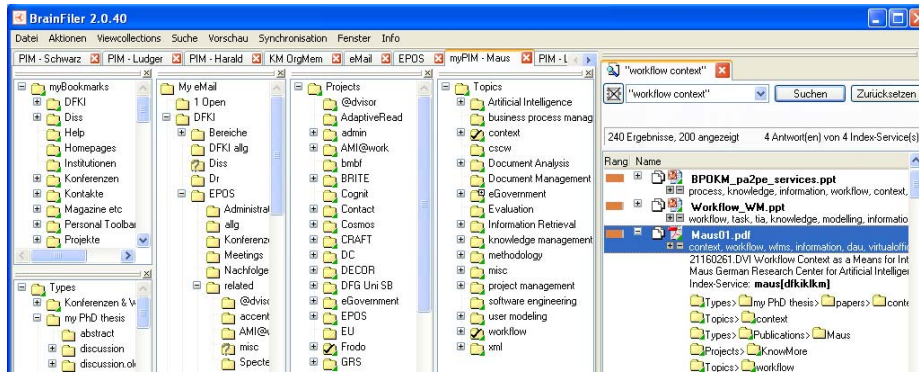 BrainFiler 2.0.40
Datei Aktionen Viewcollections Suche Vorschau Synchronisation Fenster Info
PIM - Schwarz
PIM - Ludger
PIM - Harald
KM OrgMem
eMail
EPOS
myPIM - Maus
PIM - L
myBookmarks
DFKI
Diss
Help
Homepages
Institutionen
Konferenzen
Kontakte
Magazine etc
Personal Toolbar
Projekte
Types
Konferenzen & W
my PhD thesis
abstract
discussion
discussion.ol
My eMail
1 Open
DFKI
Bereiche
DFKI allg
Diss
Dr
EPOS
Administrat
allg
Konferenz
Meetings
Nachfolge
related
@dviso
accent
AMI@w
misc
Specte
Projects
@dvisor
AdaptiveRead
admin
AMI@work
bmbf
BRITE
Cognit
Contact
Cosmos
CRAFT
DC
DECOR
DFG Uni SB
eGovernment
EPOS
EU
Frodo
GRS
Topics
Artificial Intelligence
business process manag
context
cscw
Document Analysis
Document Management
eGovernment
Evaluation
Information Retrieval
knowledge management
methodology
misc
project management
software engineering
user modeling
workflow
xml
"workflow context"
"workflow context"
Suchen
Zurücksetzen
240 Ergebnisse, 200 angezeigt 4 Antwort(en) von 4 Index-Service(s)
Rang Name
BPOKM_pa2pe_services.ppt
process, knowledge, information, workflow, context,
Workflow_WM.ppt
workflow, task, tia, knowledge, modelling, informatio
Maus01.pdf
context, workflow, wfms, information, dau, virtualoffi
21160261.DVI Workflow Context as a Means for Int
Maus German Research Center for Artificial Intelliger
Index-Service: maus[dfkiklkm]
Types> my PhD thesis> papers> conte
Topics> context
Types> Publications> Maus
Projects> KnowMore
Topics> workflow